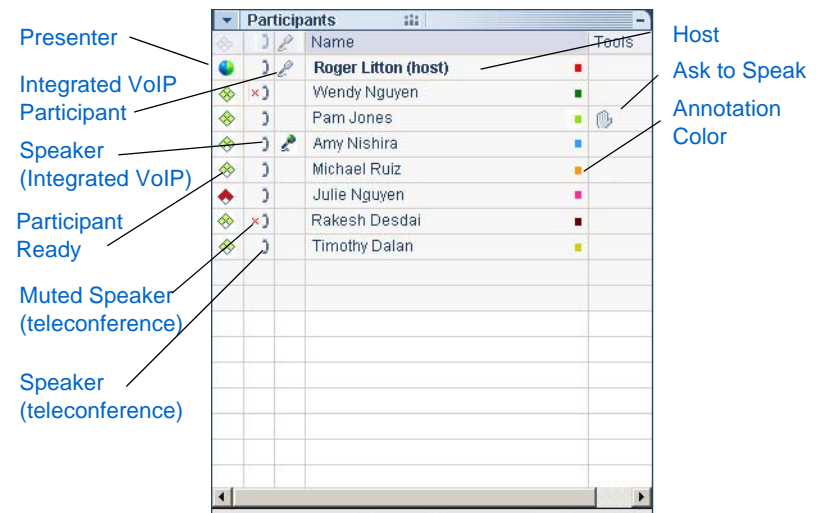 Participants
Name
Tools
Roger Litton (host)
Wendy Nguyen
Pam Jones
Amy Nishira
Michael Ruiz
Julie Nguyen
Rakesh Desdai
Timothy Dalan
Presenter
Integrated VoIP
Participant
Speaker
(Integrated VoIP)
Participant
Ready
Muted Speaker
(teleconference)
Speaker
(teleconference)
Host
Ask to Speak
Annotation
Color